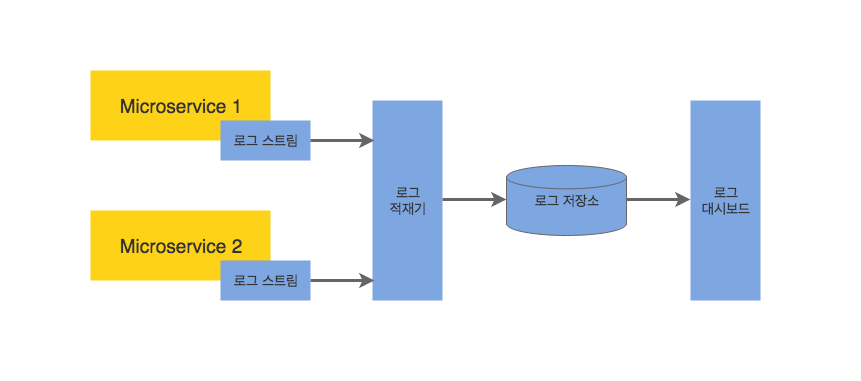 Microservice 1
로그 스트림
Microservice 2
로그 스트림
로그
적재기
로그 저장소
로그
대시보드